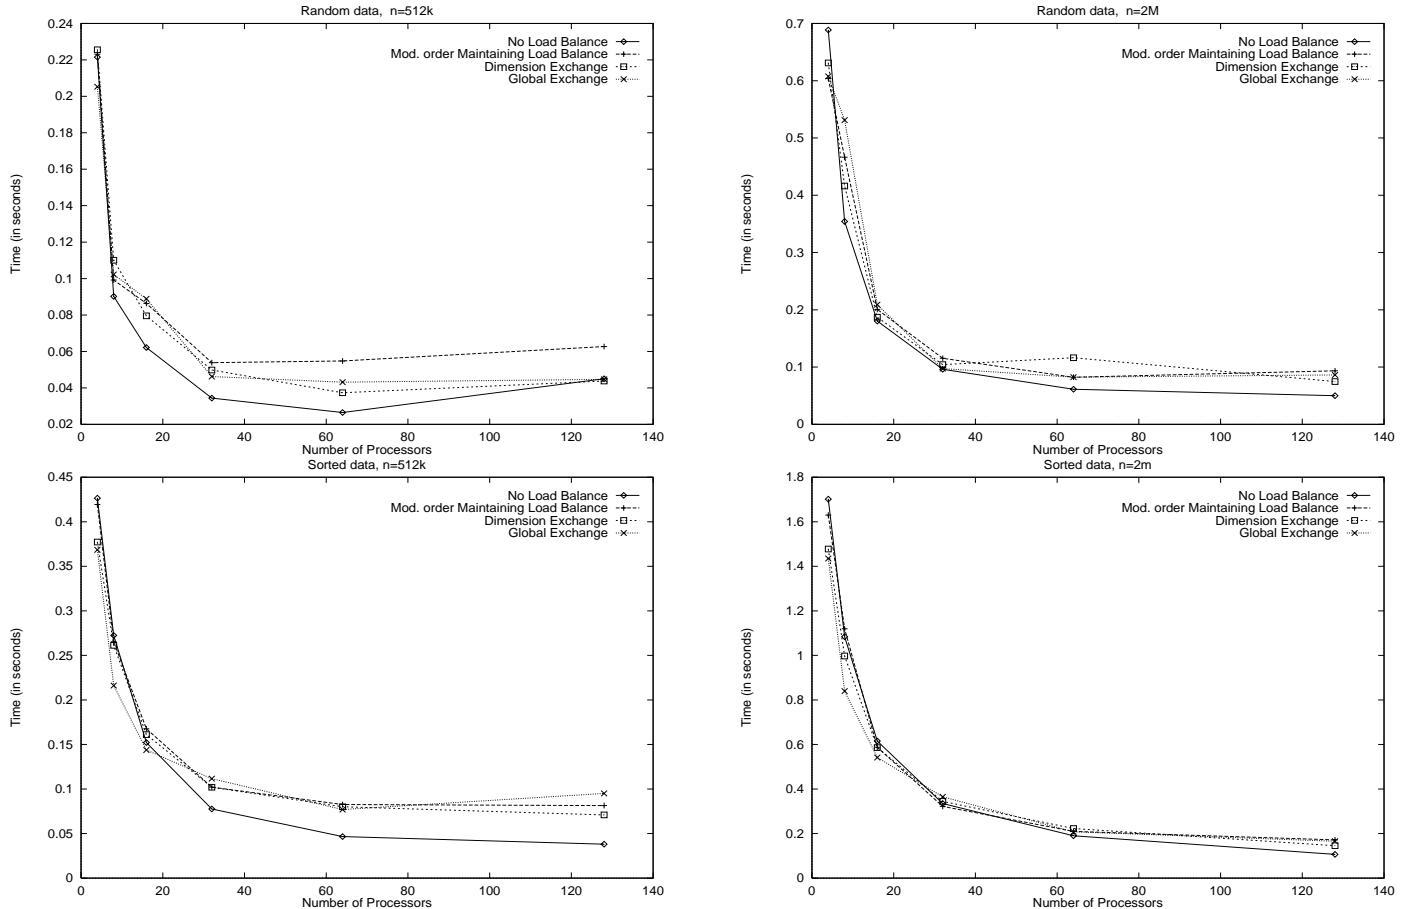 Random data, n=512k
0.24
0.22
0.2
0.18
0.16
0.14
0.12
0.1
0.08
0.06
0.04
0.02
Time (in seconds)
No Load Balance
Mod. order Maintaining Load Balance
Dimension Exchange
Global Exchange
0 20 40 60 80 100 120 140
Number of Processors
Random data, n=2M
0.7
0.6
0.5
0.4
0.3
0.2
0.1
0
Time (in seconds)
No Load Balance
Mod. order Maintaining Load Balance
Dimension Exchange
Global Exchange
0 20 40 60 80 100 120 140
Number of Processors
Sorted data, n=512k
0.45
0.4
0.35
0.3
0.25
0.2
0.15
0.1
0.05
0
Time (in seconds)
No Load Balance
Mod. order Maintaining Load Balance
Dimension Exchange
Global Exchange
0 20 40 60 80 100 120 140
Number of Processors
Sorted data, n=2m
1.8
1.6
1.4
1.2
1
0.8
0.6
0.4
0.2
0
Time (in seconds)
No Load Balance
Mod. order Maintaining Load Balance
Dimension Exchange
Global Exchange
0 20 40 60 80 100 120 140
Number of Processors